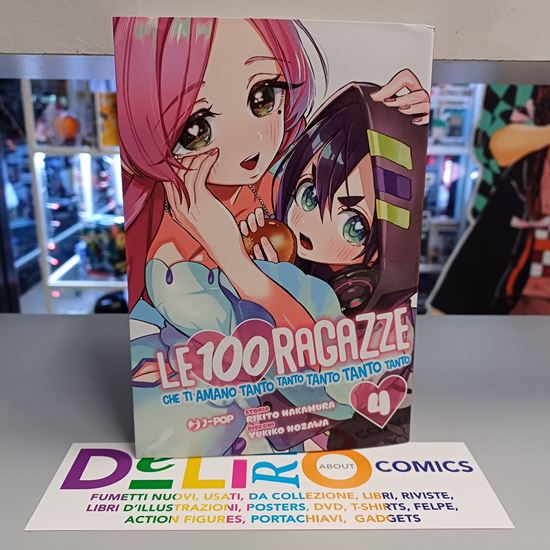 LE 100 RAGAZZE
CHE TI AMANO TANTO TANTO TANTO TANTO TANTO
J-POP
STORIA RIKITO NAKAMURA
DISEGNI YUKIKO NOZAWA
4
DeLiRO ABOUT COMICS
FUMETTI NUOVI, USATI, DA COLLEZIONE, LIBRI, RIVISTE,
LIBRI D'ILLUSTRAZIONI, POSTERS, DVD, T-SHIRTS, FELPE,
ACTION FIGURES, PORTACHIAVI, GADGETS